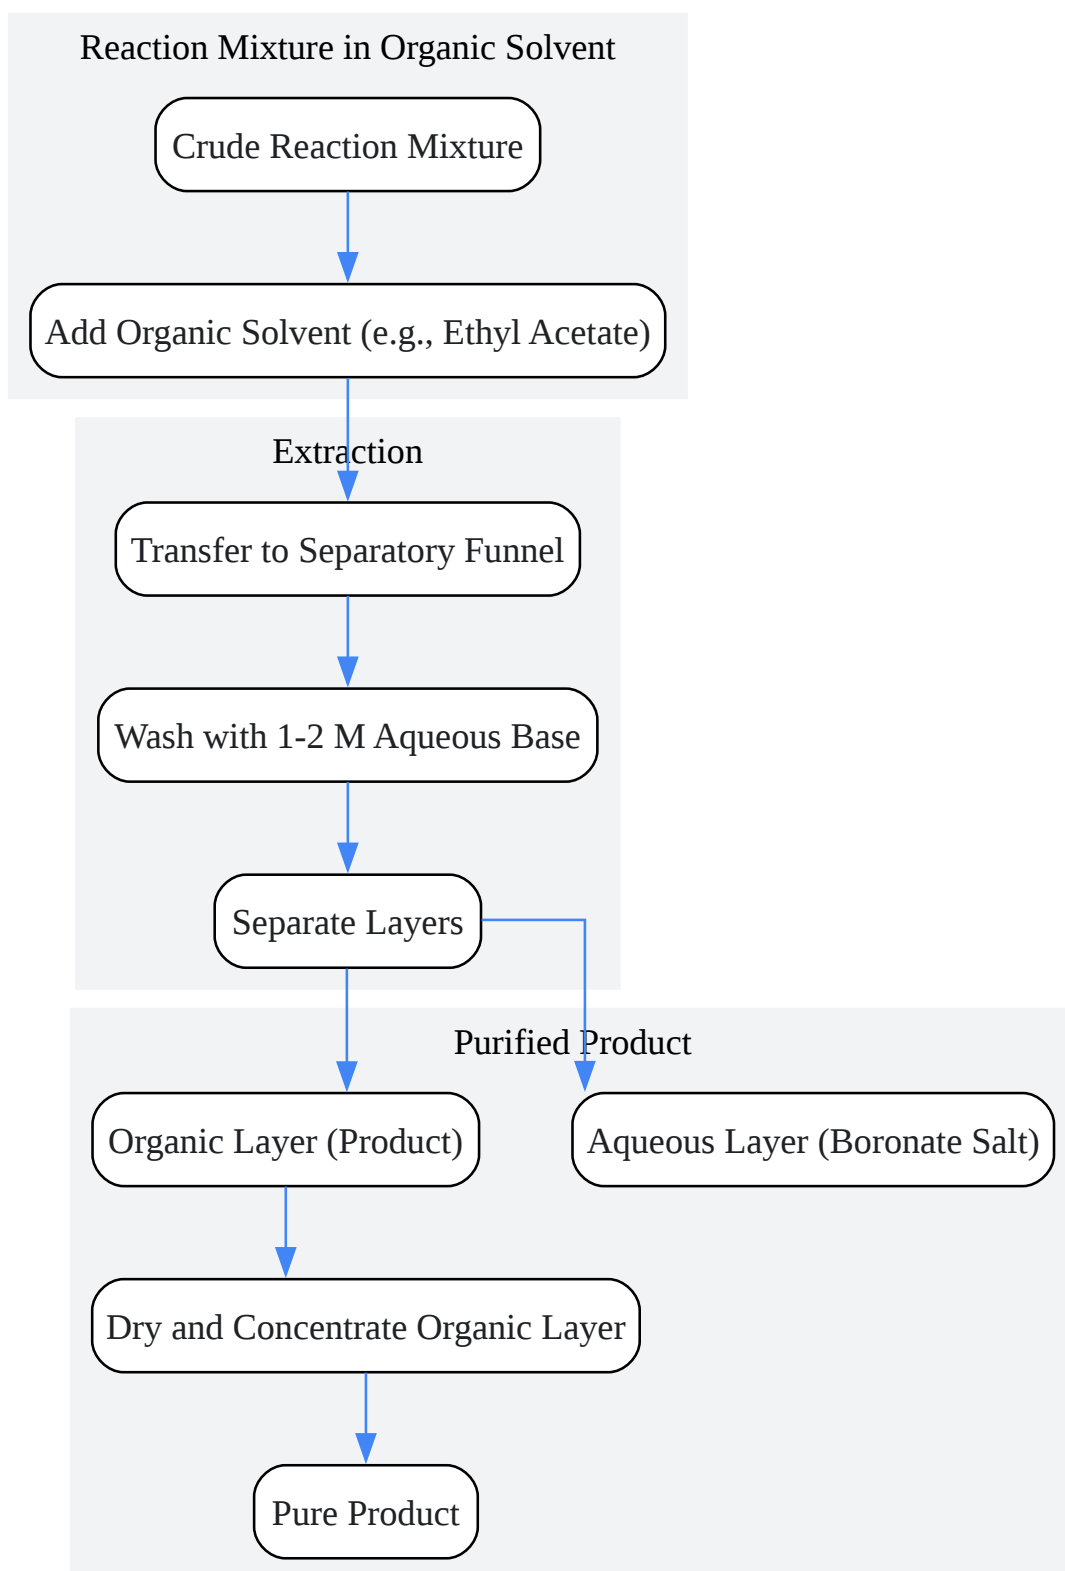 Reaction Mixture in Organic Solvent
Crude Reaction Mixture
Add Organic Solvent (e.g., Ethyl Acetate)
Extraction
Transfer to Separatory Funnel
Wash with 1-2 M Aqueous Base
Separate Layers
Purified Product
Organic Layer (Product)
Aqueous Layer (Boronate Salt)
Dry and Concentrate Organic Layer
Pure Product